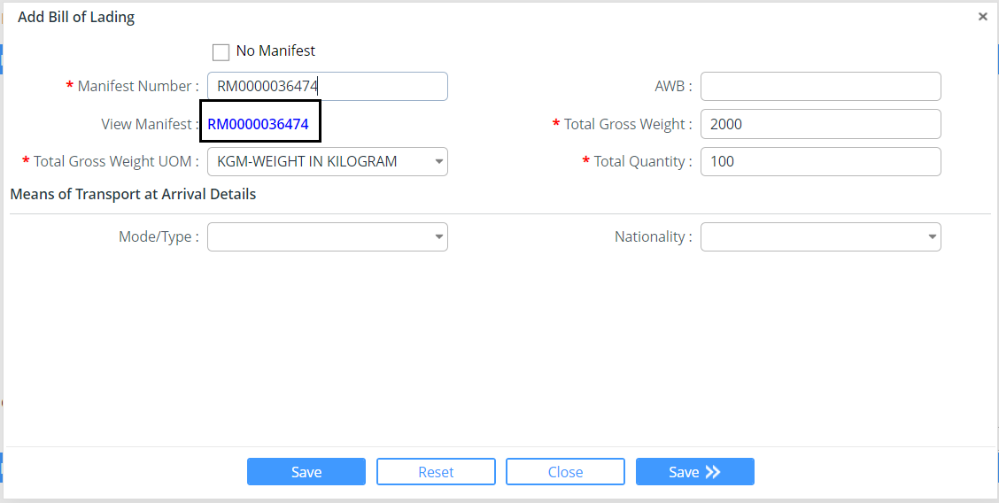 Add Bill of Lading ×
No Manifest
* Manifest Number : RM0000036474 AWB :
View Manifest : RM0000036474 * Total Gross Weight : 2000
* Total Gross Weight UOM : KGM-WEIGHT IN KILOGRAM * Total Quantity : 100
Means of Transport at Arrival Details
Mode/Type : Nationality :
Save Reset Close Save »